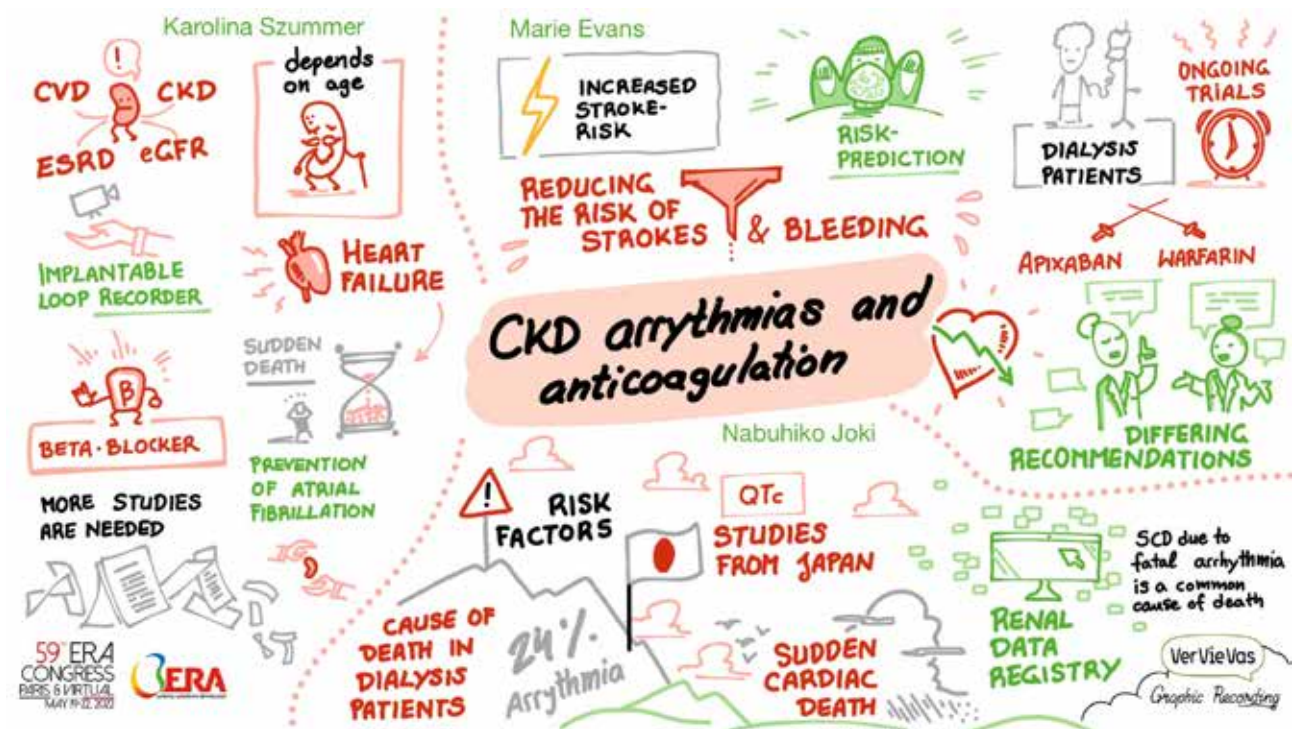 Karolina Szummer
!
CVD
CKD
ESRD
eGFR
depends
on age
IMPLANTABLE
LOOP RECORDER
HEART
FAILURE
SUDDEN
DEATH
B
BETA-BLOCKER
PREVENTION
OF ATRIAL
FIBRILLATION
MORE STUDIES
ARE NEEDED
59TH ERA
CONGRESS
PARIS & VIRTUAL
MAY 19-22, 2022
ERA
Marie Evans
INCREASED
STROKE-
RISK
RISK-
PREDICTION
REDUCING
THE RISK OF
STROKES
& BLEEDING
DIALYSIS
PATIENTS
ONGOING
TRIALS
APIXABAN
WARFARIN
DIFFERING
RECOMMENDATIONS
CKD arrythmias and
anticoagulation
Nabuhiko Joki
!
RISK
FACTORS
QTc
STUDIES
FROM JAPAN
CAUSE OF
DEATH IN
DIALYSIS
PATIENTS
24%
Arrythmia
SUDDEN
CARDIAC
DEATH
RENAL
DATA
REGISTRY
SCD due to
fatal arrhythmia
is a common
cause of death
VerVieVas
Graphic Recording